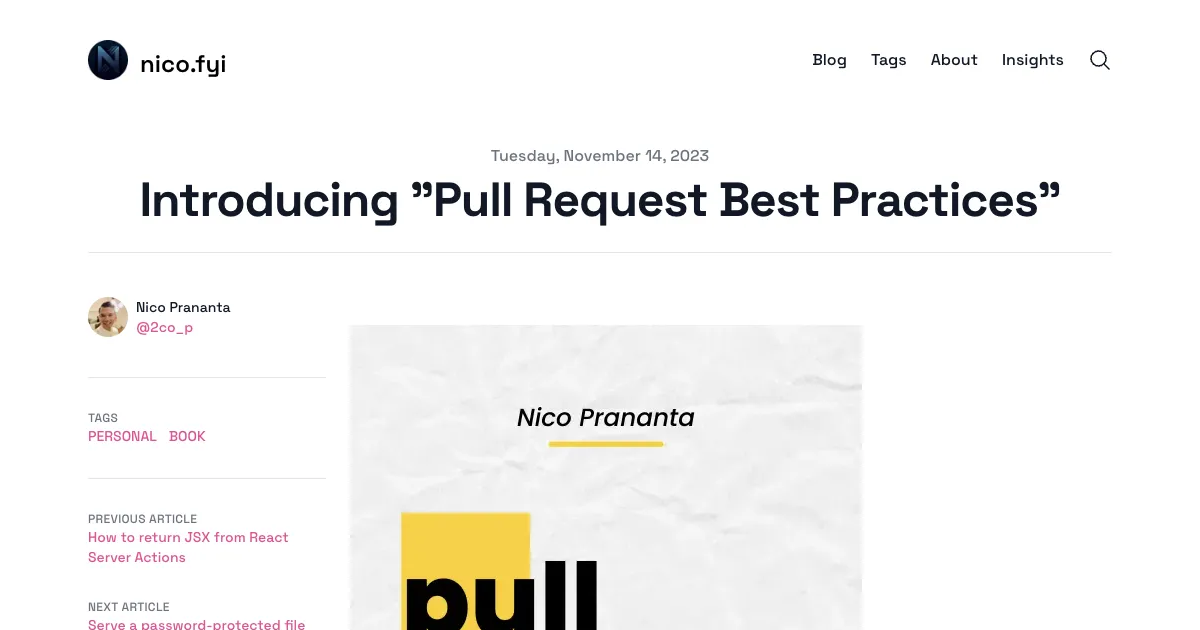 nico.fyi
Blog Tags About Insights
Tuesday, November 14, 2023
Introducing ”Pull Request Best Practices”
Nico Prananta
@2co_p
TAGS
PERSONAL BOOK
PREVIOUS ARTICLE
How to return JSX from React
Server Actions
NEXT ARTICLE
Serve a password-protected file
Nico Prananta
pull